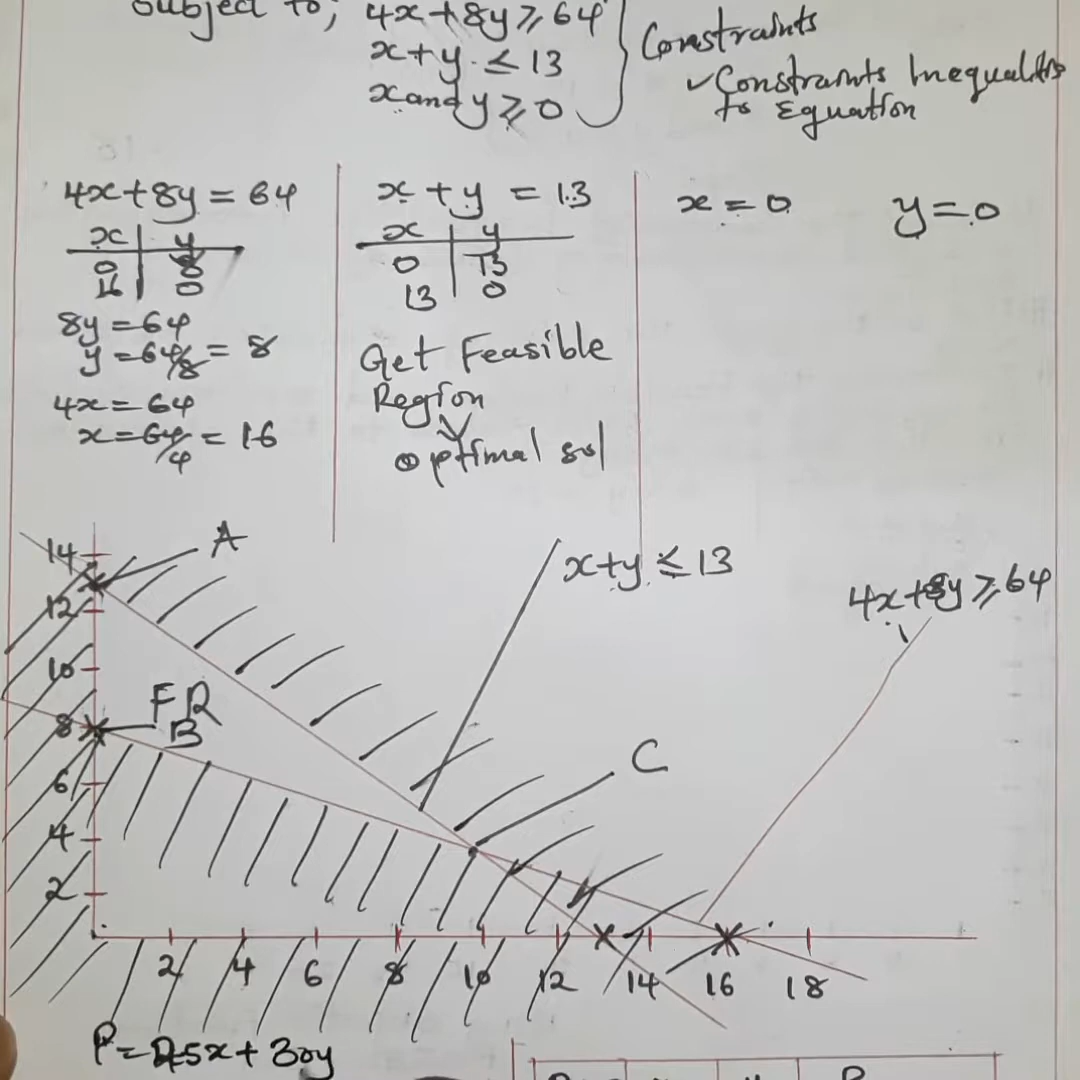 Subject to; 4x+8y ≥ 64
x+y ≤ 13
x and y ≥ 0
Constraints
✓Constraints Inequalities
to Equation
4x+8y = 64
x | y
0 | 8
16 | 0
8y = 64
y = 64/8 = 8
4x = 64
x = 64/4 = 16
x + y = 13
x | y
0 | 13
13 | 0
Get Feasible
Region
optimal sol
x = 0
y = 0
A
14
12
10
8
6
4
2
FR
B
x+y ≤ 13
4x+8y ≥ 64
C
2 4 6 8 10 12 14 16 18
P = 25x + 30y